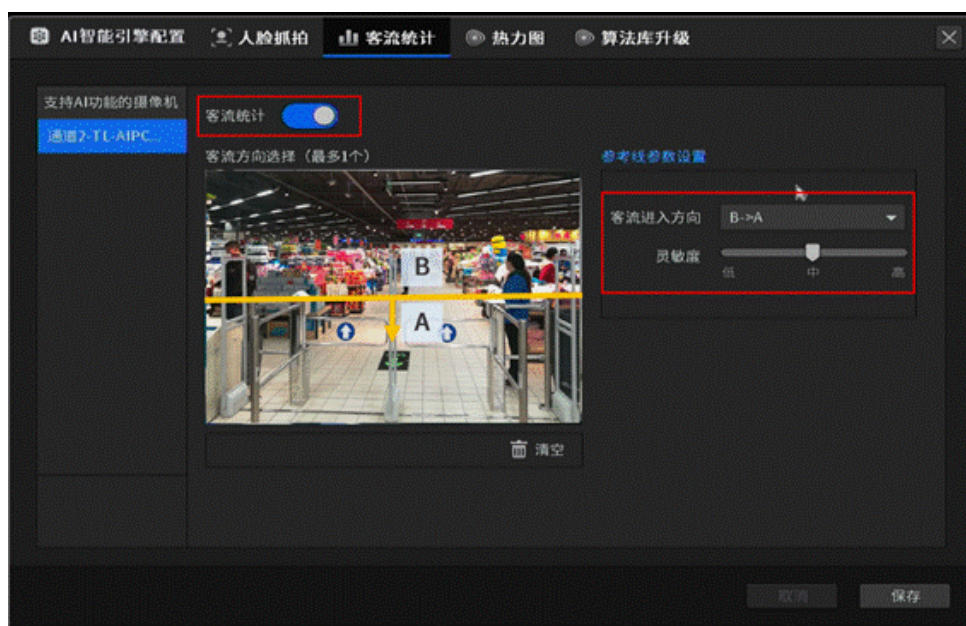 AI智能引擎配置 人脸抓拍 客流统计 热力图 算法库升级
支持AI功能的摄像机
通道2-TL-AIPC...
客流统计
客流方向选择（最多1个）
B
A
清空
参考线参数设置
客流进入方向 B->A
灵敏度
低 中 高
取消 保存